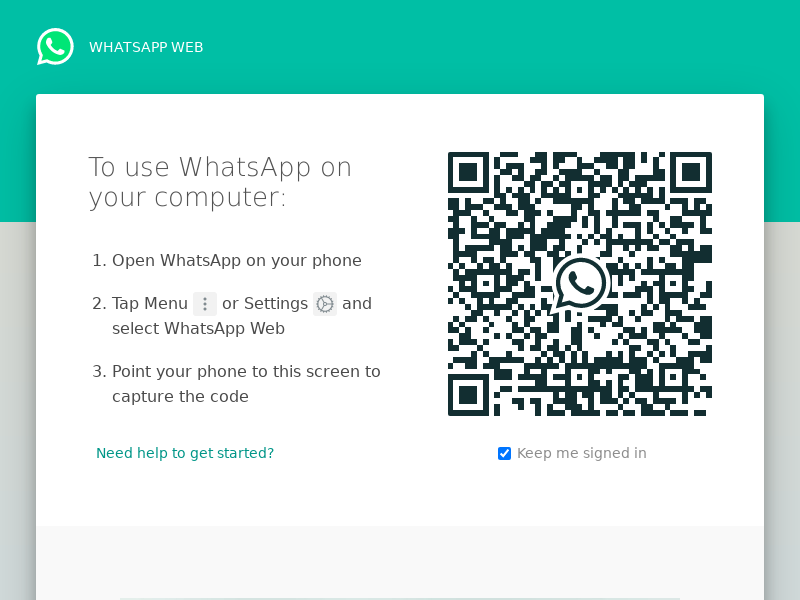 WHATSAPP WEB
To use WhatsApp on
your computer:
1. Open WhatsApp on your phone
2. Tap Menu or Settings and
select WhatsApp Web
3. Point your phone to this screen to
capture the code
Need help to get started?
Keep me signed in